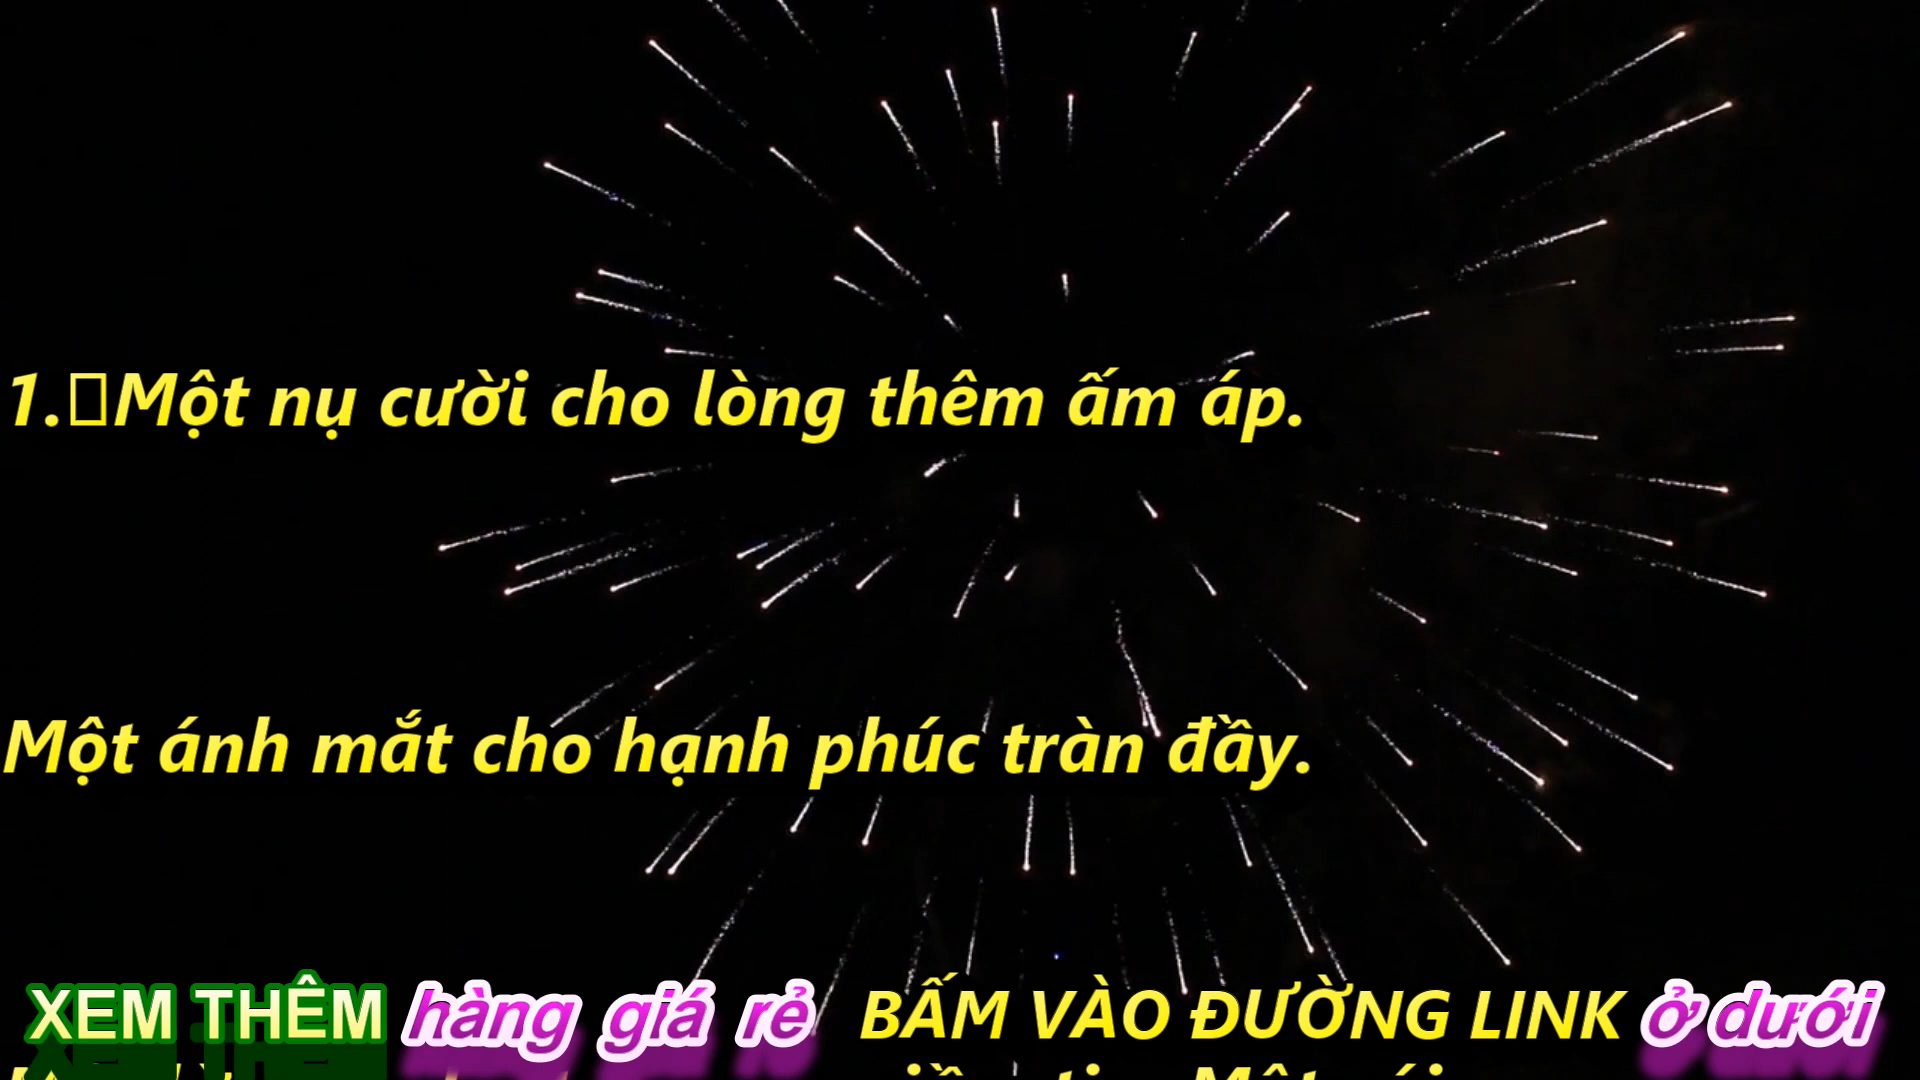 1. Một nụ cười cho lòng thêm ấm áp.
Một ánh mắt cho hạnh phúc tràn đầy.
XEM THÊM hàng giá rẻ BẤM VÀO ĐƯỜNG LINK ở dưới